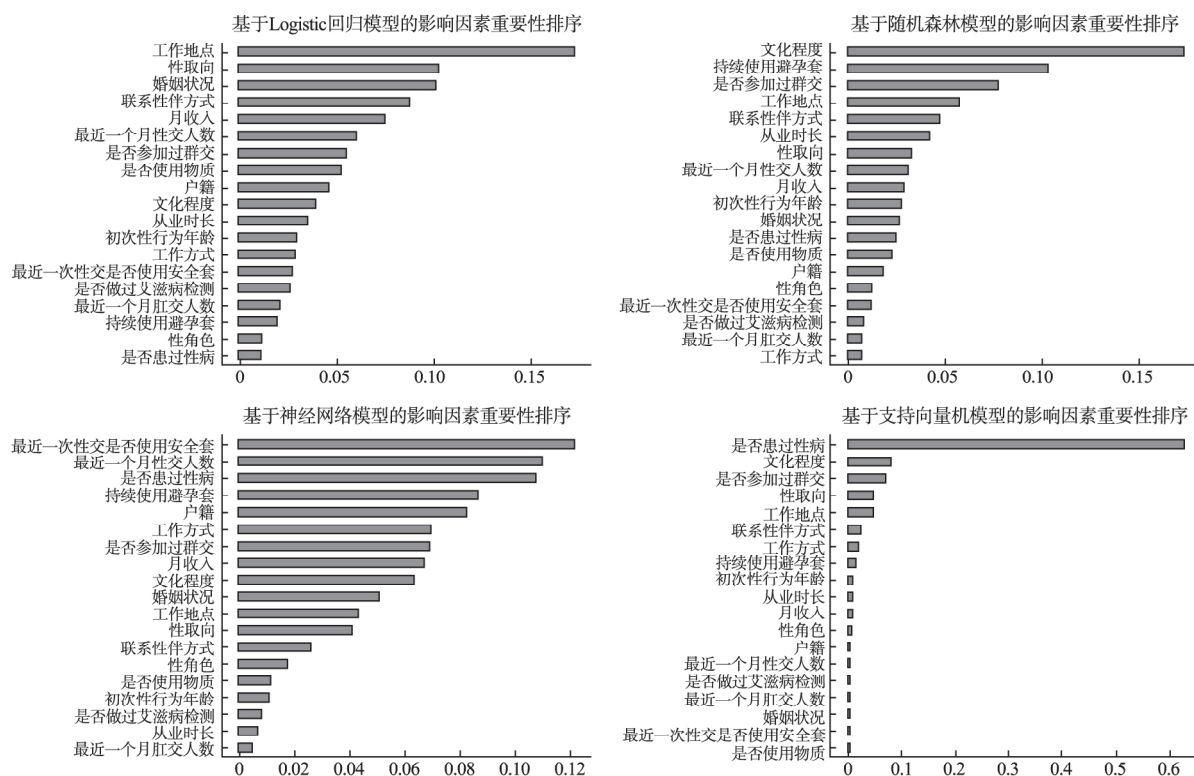 基于Logistic回归模型的影响因素重要性排序
工作地点
性取向
婚姻状况
联系性伴方式
月收入
最近一个月性交人数
是否参加过群交
是否使用物质
户籍
文化程度
从业时长
初次性行为年龄
工作方式
最近一次性交是否使用安全套
是否做过艾滋病检测
最近一个月肛交人数
持续使用避孕套
性角色
是否患过性病
0 0.05 0.10 0.15
基于随机森林模型的影响因素重要性排序
文化程度
持续使用避孕套
是否参加过群交
工作地点
联系性伴方式
从业时长
性取向
最近一个月性交人数
月收入
初次性行为年龄
婚姻状况
是否患过性病
是否使用物质
户籍
性角色
最近一次性交是否使用安全套
是否做过艾滋病检测
最近一个月肛交人数
工作方式
0 0.05 0.10 0.15
基于神经网络模型的影响因素重要性排序
最近一次性交是否使用安全套
最近一个月性交人数
是否患过性病
持续使用避孕套
户籍
工作方式
是否参加过群交
月收入
文化程度
婚姻状况
工作地点
性取向
联系性伴方式
性角色
是否使用物质
初次性行为年龄
是否做过艾滋病检测
从业时长
最近一个月肛交人数
0 0.02 0.04 0.06 0.08 0.10 0.12
基于支持向量机模型的影响因素重要性排序
是否患过性病
文化程度
是否参加过群交
性取向
工作地点
联系性伴方式
工作方式
持续使用避孕套
初次性行为年龄
从业时长
月收入
性角色
户籍
最近一个月性交人数
是否做过艾滋病检测
最近一个月肛交人数
婚姻状况
最近一次性交是否使用安全套
是否使用物质
0 0.1 0.2 0.3 0.4 0.5 0.6